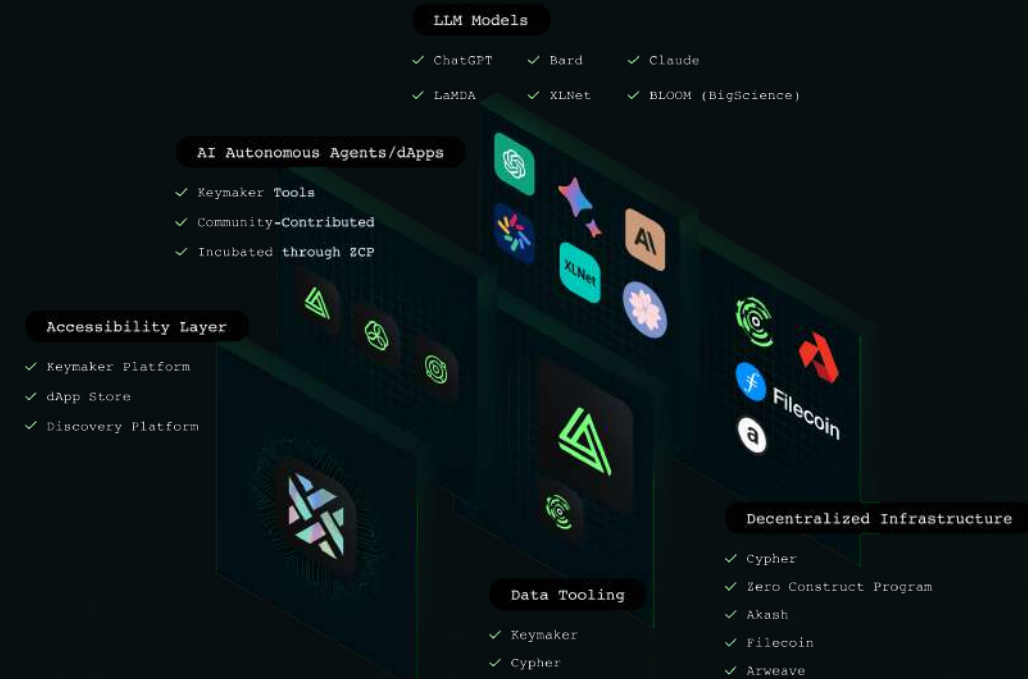 LLM Models
ChatGPT Bard Claude
LaMDA XLNet BLOOM (BigScience)
AI Autonomous Agents/dApps
Keymaker Tools
Community-Contributed
Incubated through ZCP
XLNet
Accessibility Layer
Keymaker Platform
dApp Store
Discovery Platform
Filecoin
a
Decentralized Infrastructure
Cypher
Zero Construct Program
Akash
Filecoin
Arweave
Data Tooling
Keymaker
Cypher